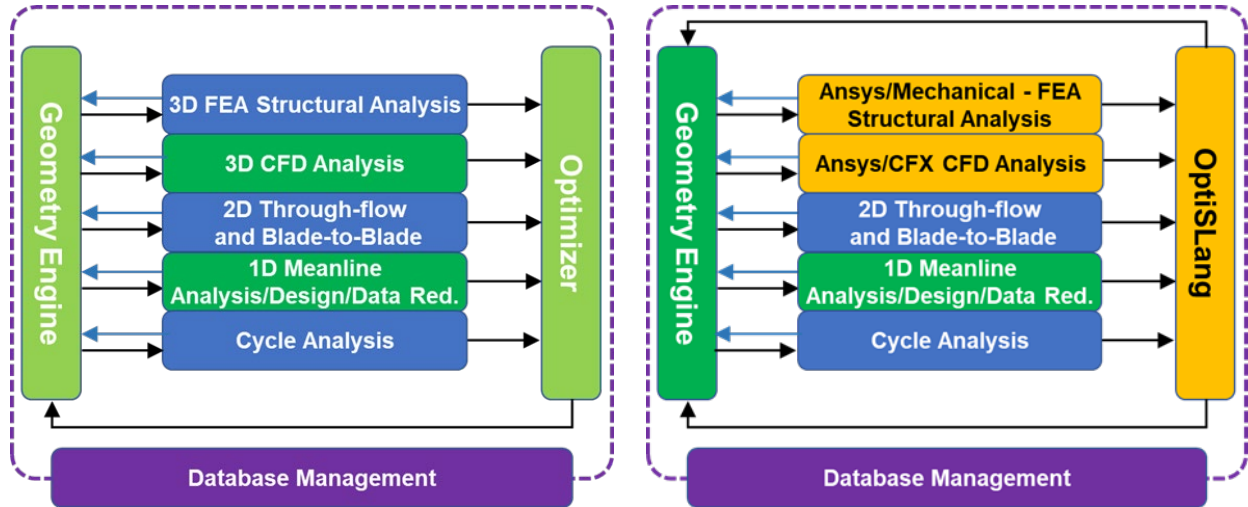 Geometry Engine
3D FEA Structural Analysis
3D CFD Analysis
2D Through-flow
and Blade-to-Blade
1D Meanline
Analysis/Design/Data Red.
Cycle Analysis
Optimizer
Database Management
Geometry Engine
Ansys/Mechanical - FEA
Structural Analysis
Ansys/CFX CFD Analysis
2D Through-flow
and Blade-to-Blade
1D Meanline
Analysis/Design/Data Red.
Cycle Analysis
OptiSLang
Database Management